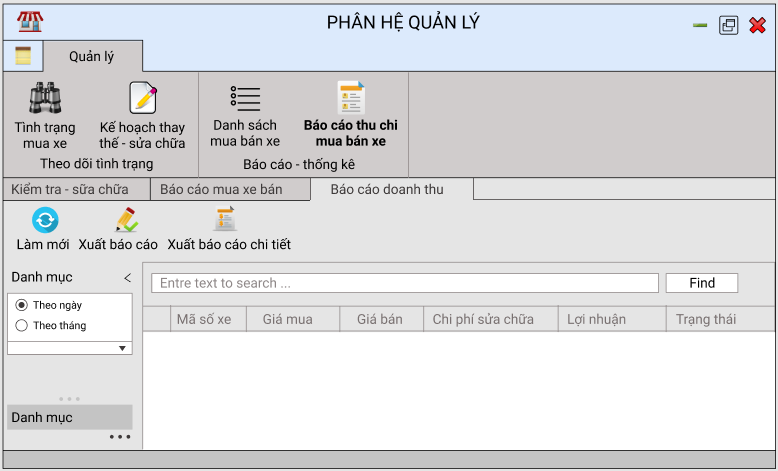 PHÂN HỆ QUẢN LÝ
Quản lý
Tình trạng
mua xe
Kế hoạch thay
thế - sữa chữa
Danh sách
mua bán xe
Báo cáo thu chi
mua bán xe
Theo dõi tình trạng
Báo cáo - thống kê
Kiểm tra - sữa chữa
Báo cáo mua xe bán
Báo cáo doanh thu
Làm mới
Xuất báo cáo
Xuất báo cáo chi tiết
Danh mục <
Entre text to search ...
Find
Theo ngày
Theo tháng
Mã số xe
Giá mua
Giá bán
Chi phí sửa chữa
Lợi nhuận
Trạng thái
Danh mục